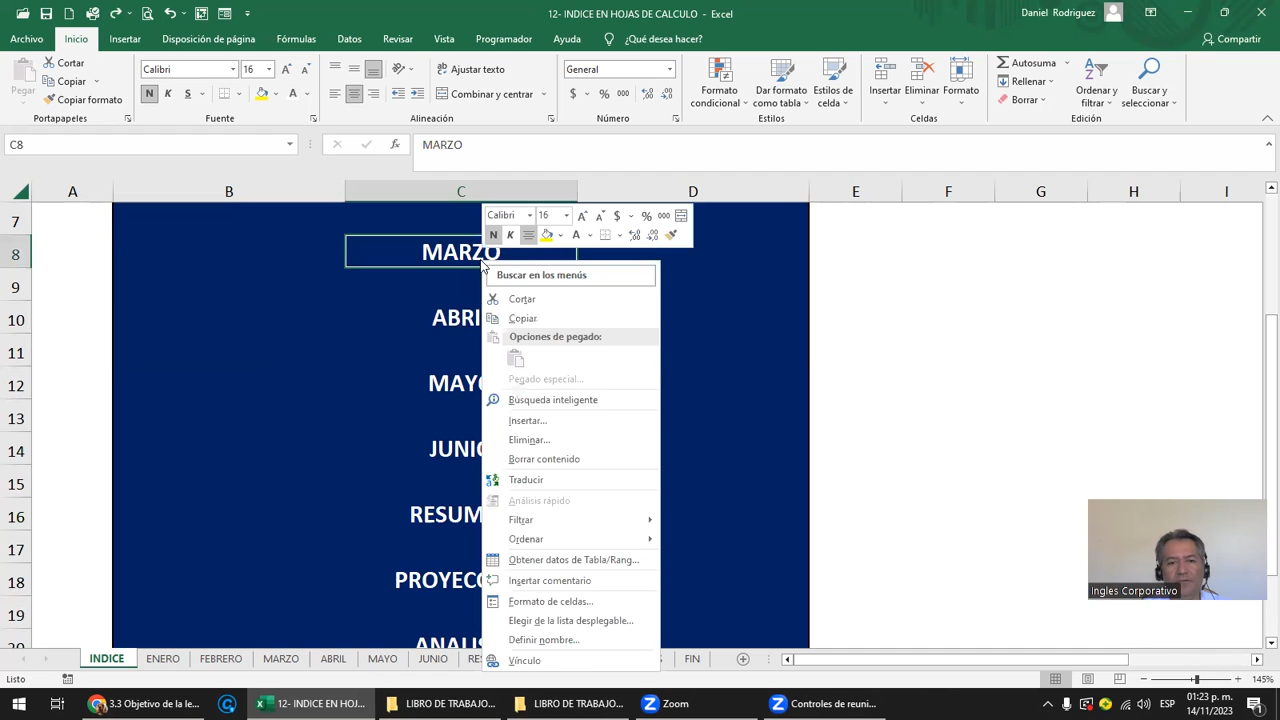 12- INDICE EN HOJAS DE CALCULO - Excel
Daniel Rodriguez
Archivo Inicio Insertar Disposición de página Fórmulas Datos Revisar Vista Programador Ayuda ¿Qué desea hacer? Compartir
Pegar
Cortar
Copiar
Copiar formato
Portapapeles
Calibri 16
N K S
Fuente
Ajustar texto
Combinar y centrar
Alineación
General
$ % 000
Número
Formato condicional
Dar formato como tabla
Estilos de celda
Estilos
Insertar Eliminar Formato
Celdas
Autosuma
Rellenar
Borrar
Ordenar y filtrar
Buscar y seleccionar
Edición
C8
fx
MARZO
A B C D E F G H I
7
8 MARZO
9
10 ABRI
11
12 MAYO
13
14 JUNIO
15
16 RESUM
17
18 PROYECC
19
ANALIS
Calibri 16 $ % 000
N K A
Buscar en los menús
Cortar
Copiar
Opciones de pegado:
Pegado especial...
Búsqueda inteligente
Insertar...
Eliminar...
Borrar contenido
Traducir
Análisis rápido
Filtrar
Ordenar
Obtener datos de Tabla/Rang...
Insertar comentario
Formato de celdas...
Elegir de la lista desplegable...
Definir nombre...
Vínculo
Ingles Corporativo
INDICE ENERO FEBRERO MARZO ABRIL MAYO JUNIO RE S FIN
Listo
145%
3.3 Objetivo de la le...
12- INDICE EN HOJ...
LIBRO DE TRABAJO...
LIBRO DE TRABAJO...
Zoom
Controles de reuni...
ESP
01:23 p. m.
14/11/2023